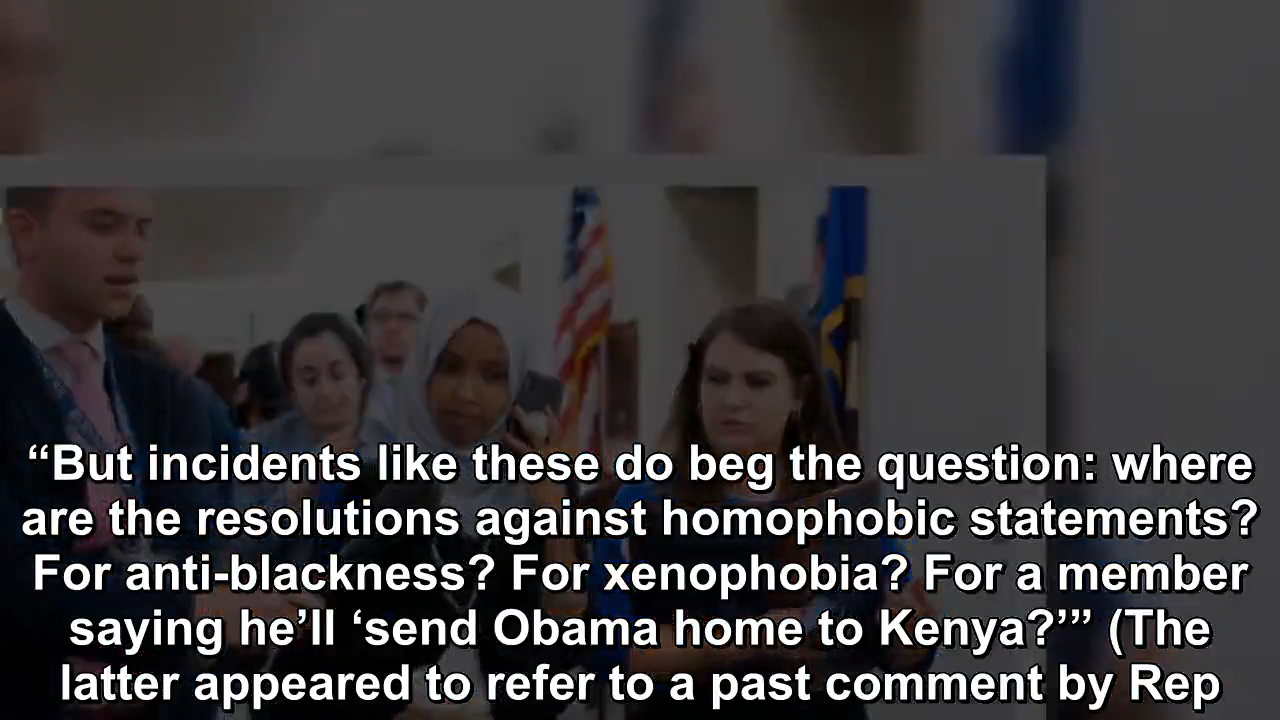 “But incidents like these do beg the question: where
are the resolutions against homophobic statements?
For anti-blackness? For xenophobia? For a member
saying he’ll ‘send Obama home to Kenya?’” (The
latter appeared to refer to a past comment by Rep